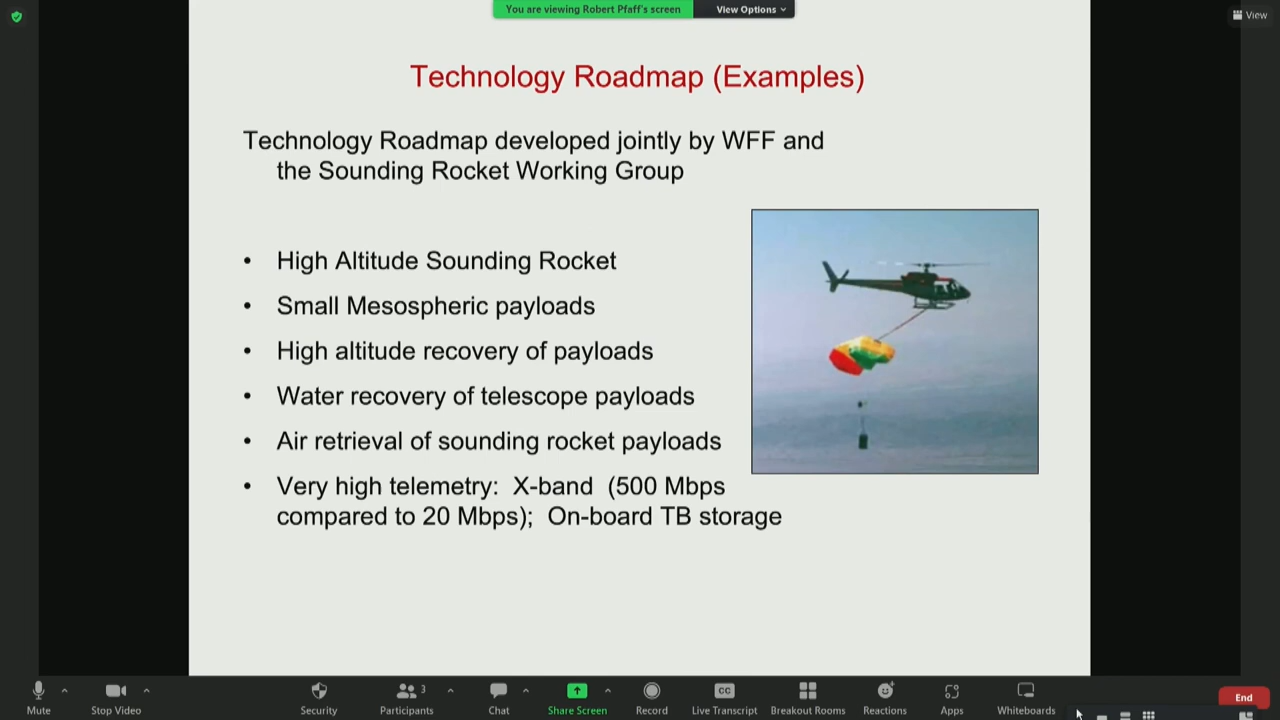 You are viewing Robert Pfaff's screen
View Options
View
Technology Roadmap (Examples)
Technology Roadmap developed jointly by WFF and
the Sounding Rocket Working Group
• High Altitude Sounding Rocket
• Small Mesospheric payloads
• High altitude recovery of payloads
• Water recovery of telescope payloads
• Air retrieval of sounding rocket payloads
• Very high telemetry: X-band (500 Mbps
compared to 20 Mbps); On-board TB storage
3
CC
End
Mute
Stop Video
Security
Participants
Chat
Share Screen
Record
Live Transcript
Breakout Rooms
Reactions
Apps
Whiteboards